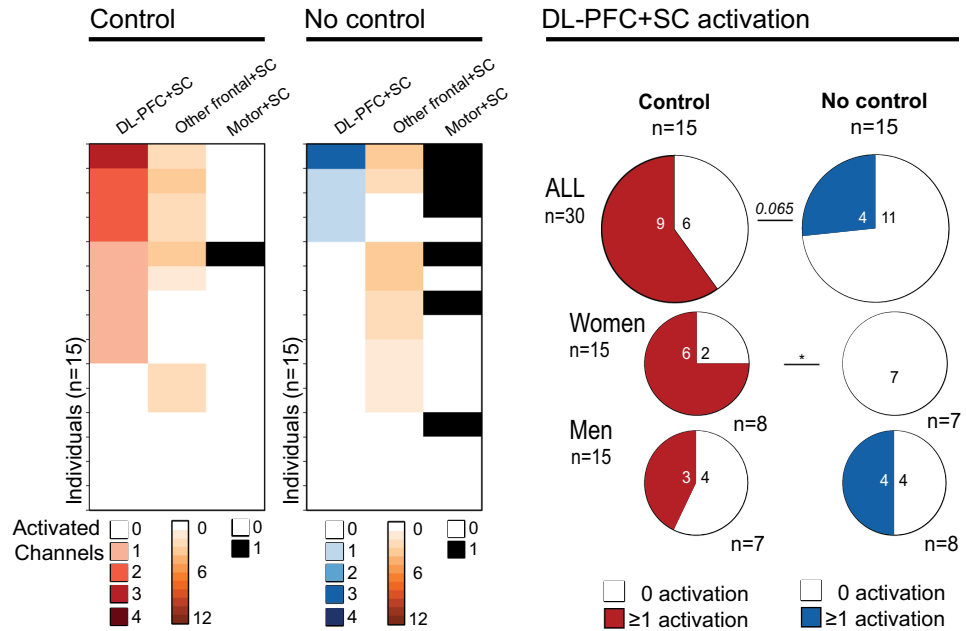 Control
No control
DL-PFC+SC activation
DL-PFC+SC
Other frontal+SC
Motor+SC
DL-PFC+SC
Other frontal+SC
Motor+SC
Individuals (n=15)
Individuals (n=15)
Activated
Channels
0
1
2
3
4
0
6
12
0
1
0
1
2
3
4
0
6
12
0
1
Control
n=15
No control
n=15
ALL
n=30
9
6
0.065
4
11
Women
n=15
6
2
n=8
*
7
n=7
Men
n=15
3
4
n=7
4
4
n=8
0 activation
≥1 activation
0 activation
≥1 activation